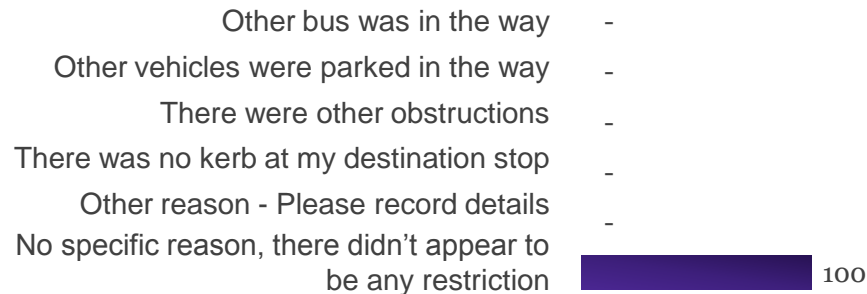 Other bus was in the way -
Other vehicles were parked in the way -
There were other obstructions -
There was no kerb at my destination stop -
Other reason - Please record details -
No specific reason, there didn’t appear to
be any restriction 100